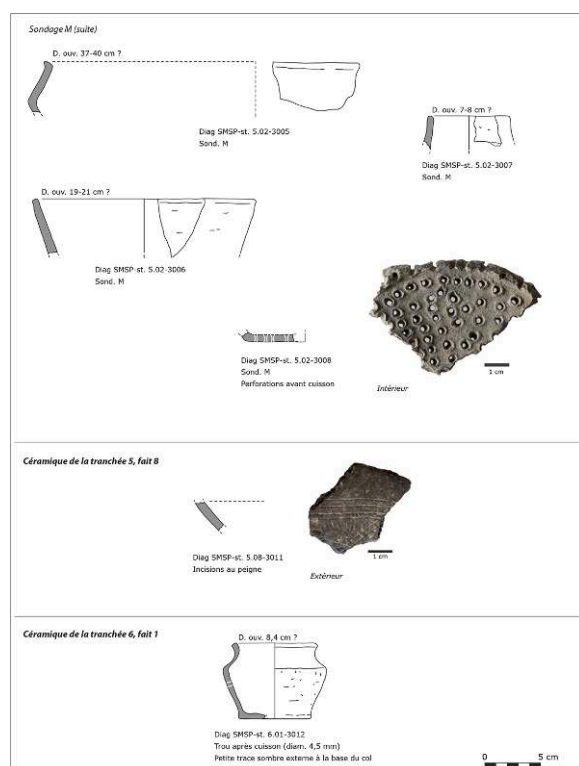 Sondage M (suite)
D. ouv. 37-40 cm ?
Diag SMSP-st. 5.02-3005
Sond. M
D. ouv. 7-8 cm ?
Diag SMSP-st. 5.02-3007
Sond. M
D. ouv. 19-21 cm ?
Diag SMSP-st. 5.02-3006
Sond. M
Diag SMSP-st. 5.02-3008
Sond. M
Perforations avant cuisson
Intérieur
1 cm
Céramique de la tranchée 5, fait 8
Diag SMSP-st. 5.08-3011
Incisions au peigne
Extérieur
1 cm
Céramique de la tranchée 6, fait 1
D. ouv. 8,4 cm ?
Diag SMSP-st. 6.01-3012
Trou après cuisson (diam. 4,5 mm)
Petite trace sombre externe à la base du col
0 5 cm